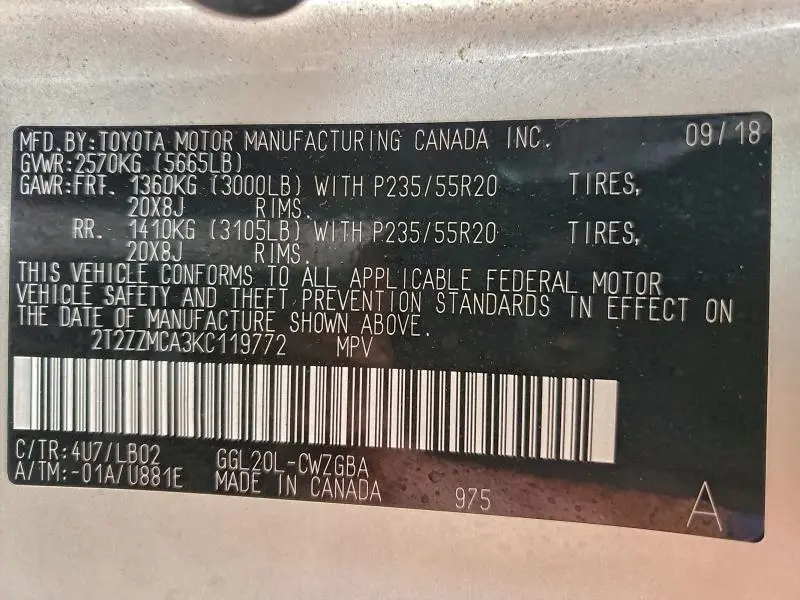 MFD.BY:TOYOTA MOTOR MANUFACTURING CANADA INC. 09/18
GVWR:2570KG (5665LB)
GAWR:FRT. 1360KG (3000LB) WITH P235/55R20 TIRES,
20X8J RIMS.
RR. 1410KG (3105LB) WITH P235/55R20 TIRES,
20X8J RIMS.
THIS VEHICLE CONFORMS TO ALL APPLICABLE FEDERAL MOTOR
VEHICLE SAFETY AND THEFT PREVENTION STANDARDS IN EFFECT ON
THE DATE OF MANUFACTURE SHOWN ABOVE.
2T2ZZMCA3KC119772 MPV
C/TR:4U7/LB02 GGL20L-CWZGBA
A/TM:-01A/U881E MADE IN CANADA 975 A